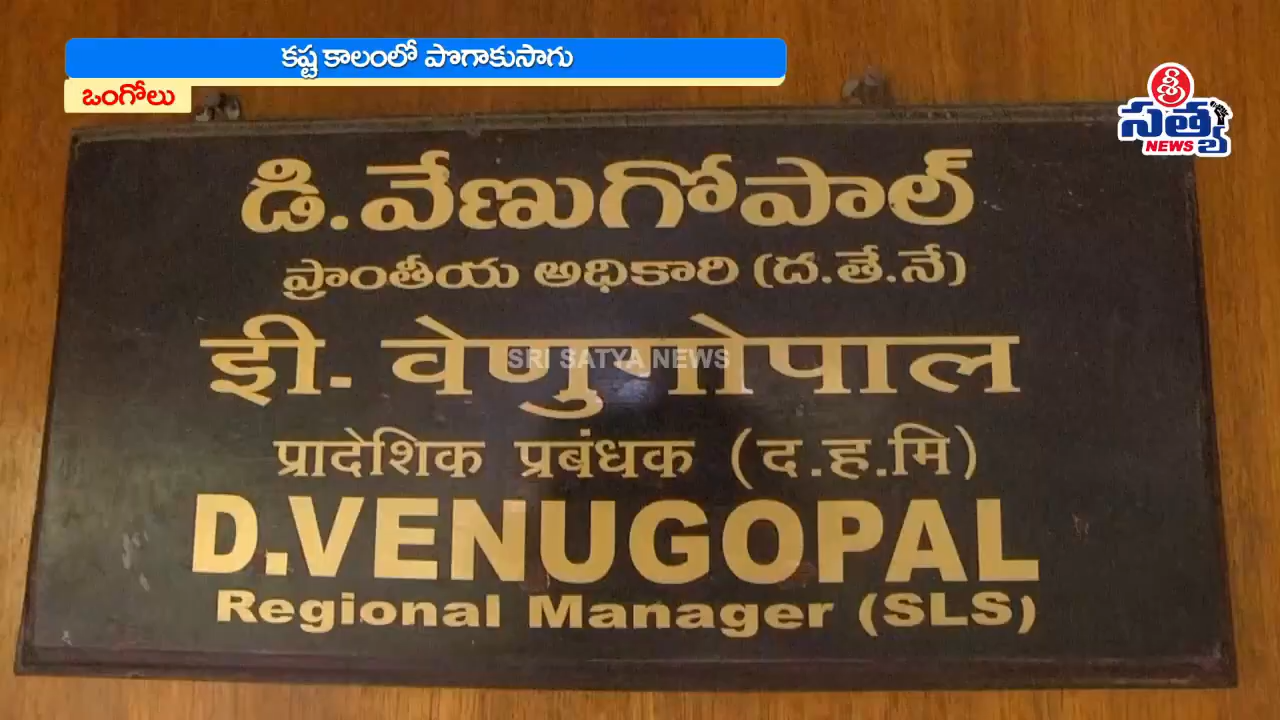 కష్ట కాలంలో పొగాకుసాగు
ఒంగోలు
శ్రీ
సత్య
NEWS
డి.వేణుగోపాల్
ప్రాంతీయ అధికారి (ద.తే.నే)
डी. वेणुगोपाल
SRI SATYA NEWS
प्रादेशिक प्रबंधक (द.ह.मि)
D.VENUGOPAL
Regional Manager (SLS)